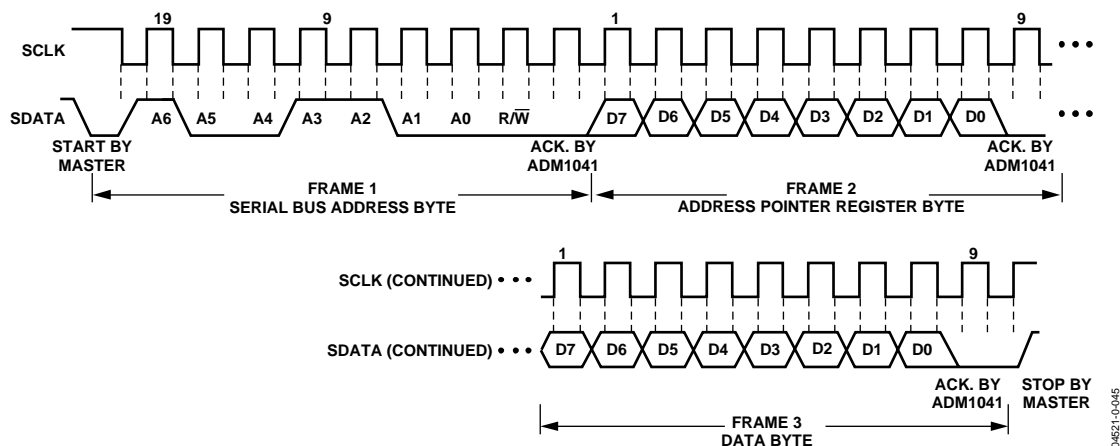 19 9 1 9
SCLK
SDATA A6 A5 A4 A3 A2 A1 A0 R/W̅ D7 D6 D5 D4 D3 D2 D1 D0
START BY
MASTER
ACK. BY
ADM1041
ACK. BY
ADM1041
FRAME 1
SERIAL BUS ADDRESS BYTE
FRAME 2
ADDRESS POINTER REGISTER BYTE
1 9
SCLK (CONTINUED)
SDATA (CONTINUED) D7 D6 D5 D4 D3 D2 D1 D0
ACK. BY
ADM1041
STOP BY
MASTER
FRAME 3
DATA BYTE
04521-0-045